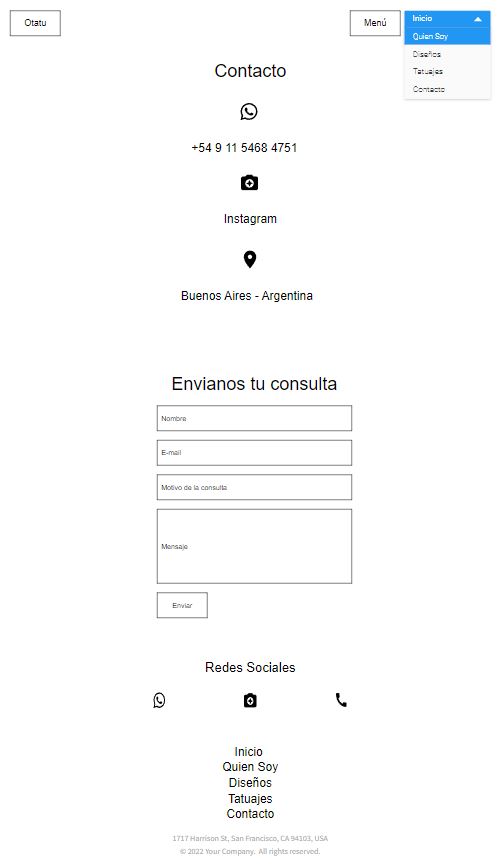 Otatu
Menú
Inicio
Quien Soy
Diseños
Tatuajes
Contacto
Contacto
+54 9 11 5468 4751
Instagram
Buenos Aires - Argentina
Envianos tu consulta
Nombre
E-mail
Motivo de la consulta
Mensaje
Enviar
Redes Sociales
Inicio
Quien Soy
Diseños
Tatuajes
Contacto
1717 Harrison St, San Francisco, CA 94103, USA
© 2022 Your Company. All rights reserved.